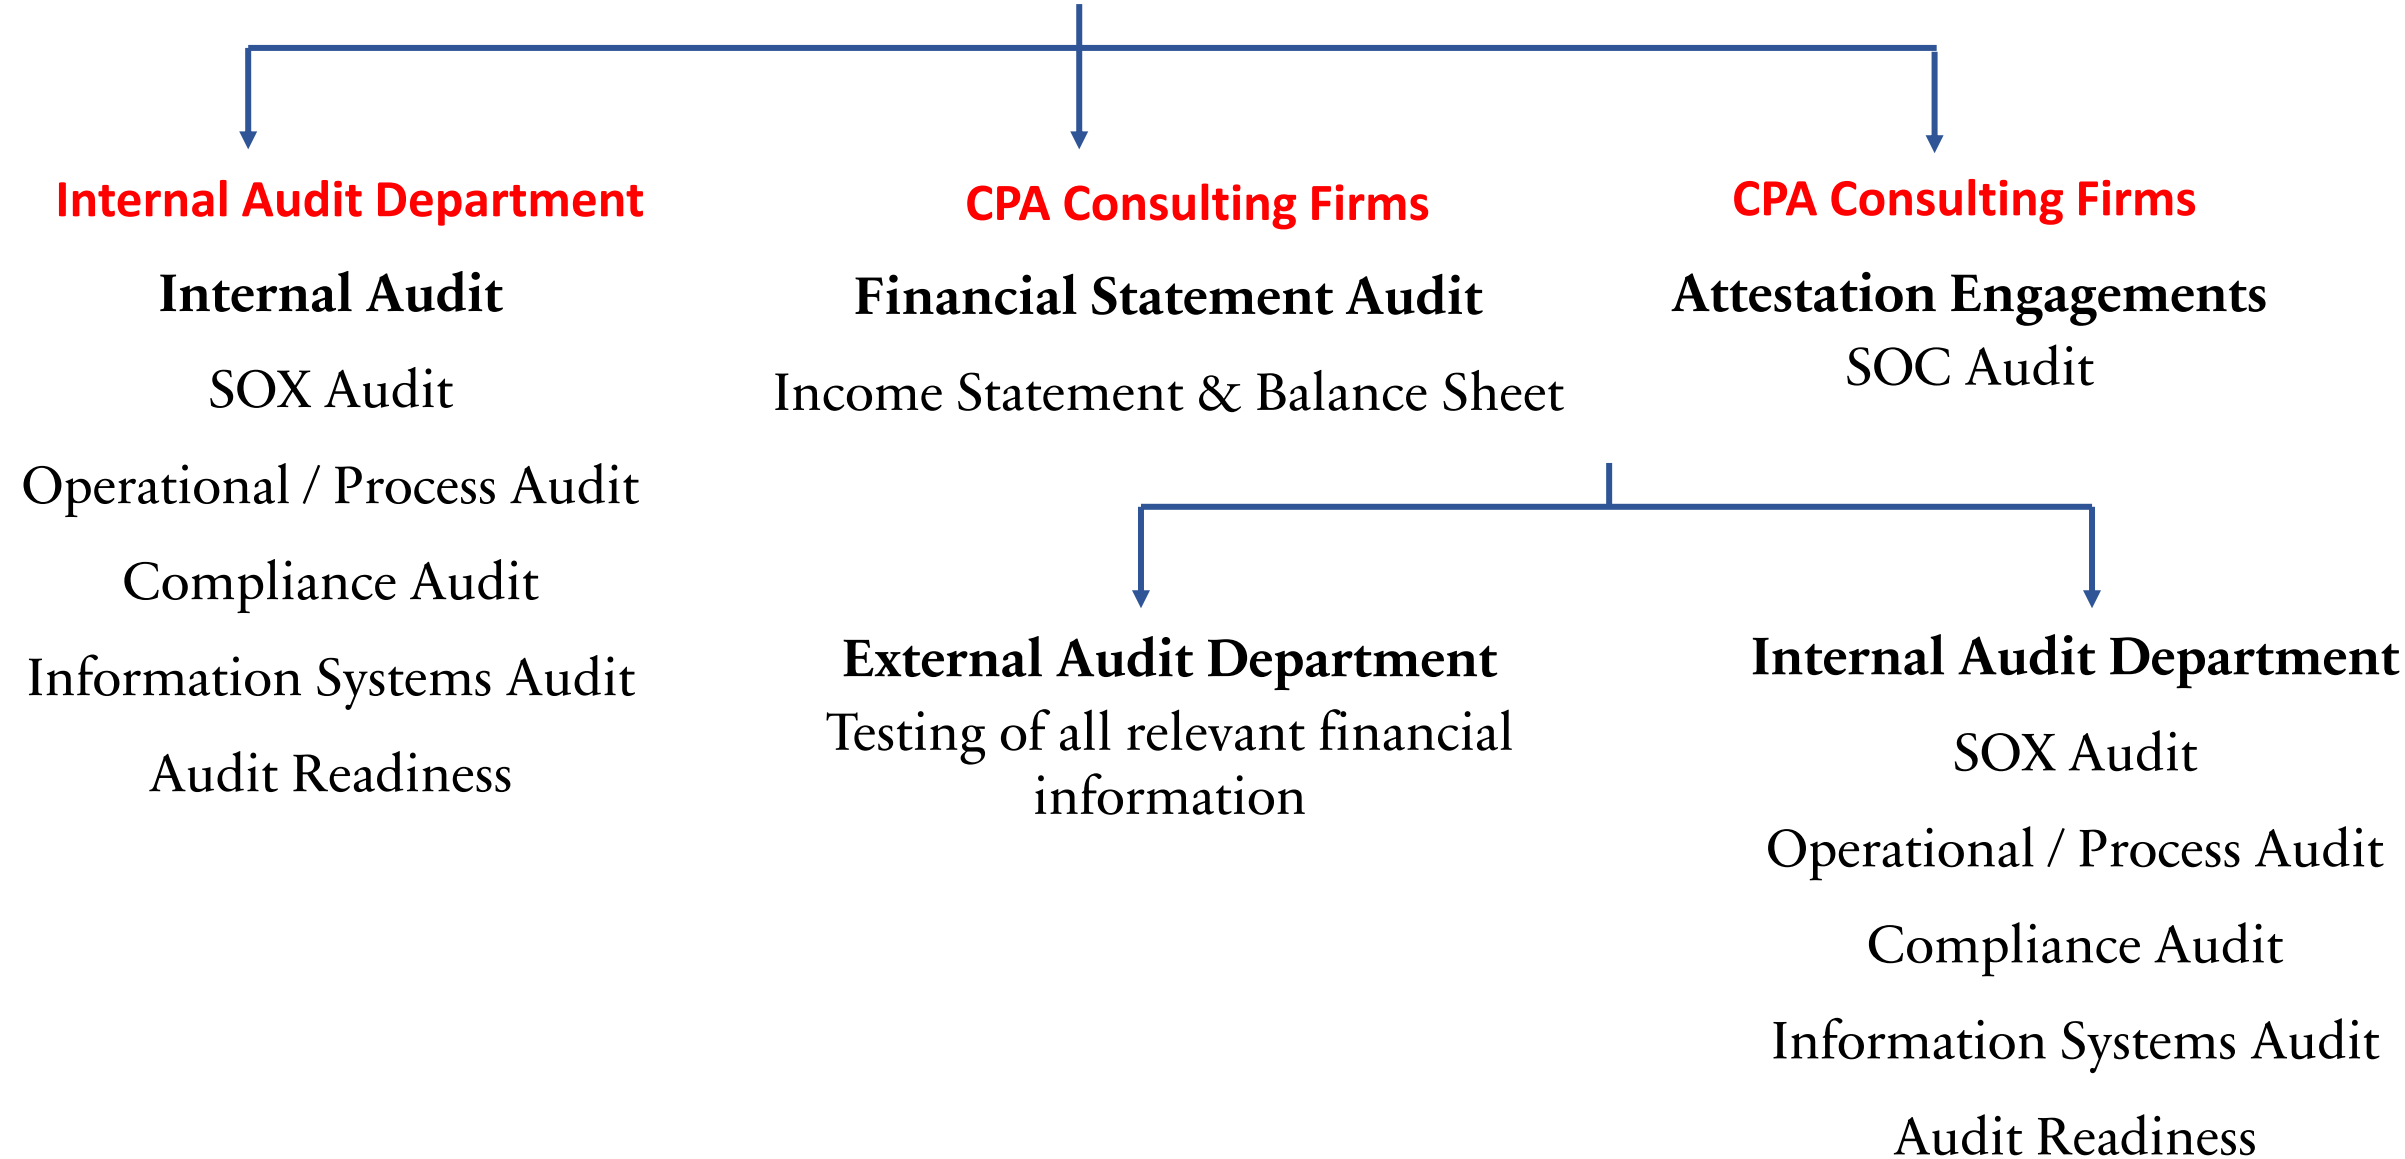 Internal Audit Department
Internal Audit
SOX Audit
Operational / Process Audit
Compliance Audit
Information Systems Audit
Audit Readiness
CPA Consulting Firms
Financial Statement Audit
Income Statement & Balance Sheet
CPA Consulting Firms
Attestation Engagements
SOC Audit
External Audit Department
Testing of all relevant financial
information
Internal Audit Department
SOX Audit
Operational / Process Audit
Compliance Audit
Information Systems Audit
Audit Readiness